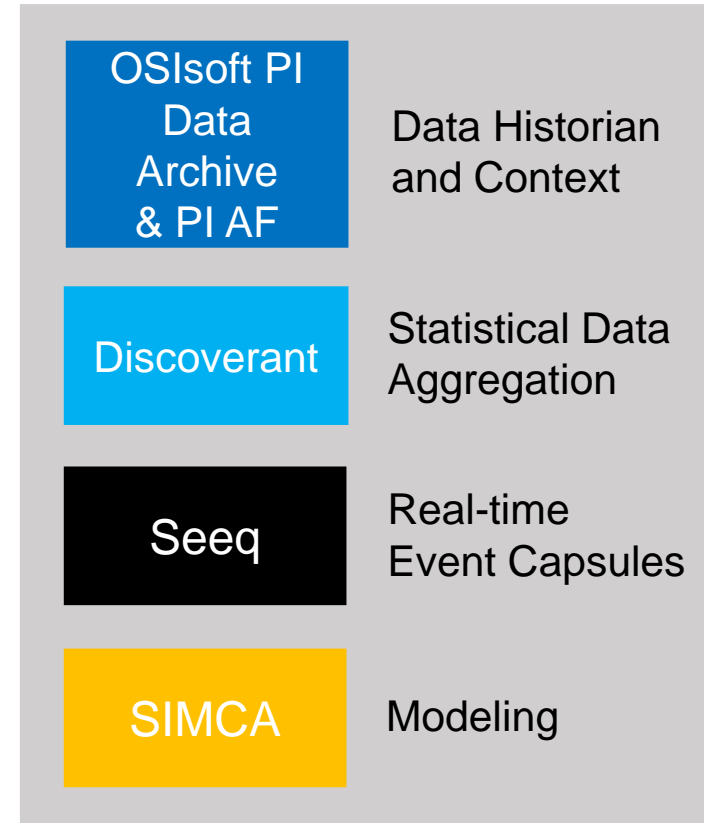 OSIsoft PI
Data
Archive
& PI AF
Data Historian
and Context
Discoverant
Statistical Data
Aggregation
Seeq
Real-time
Event Capsules
SIMCA
Modeling